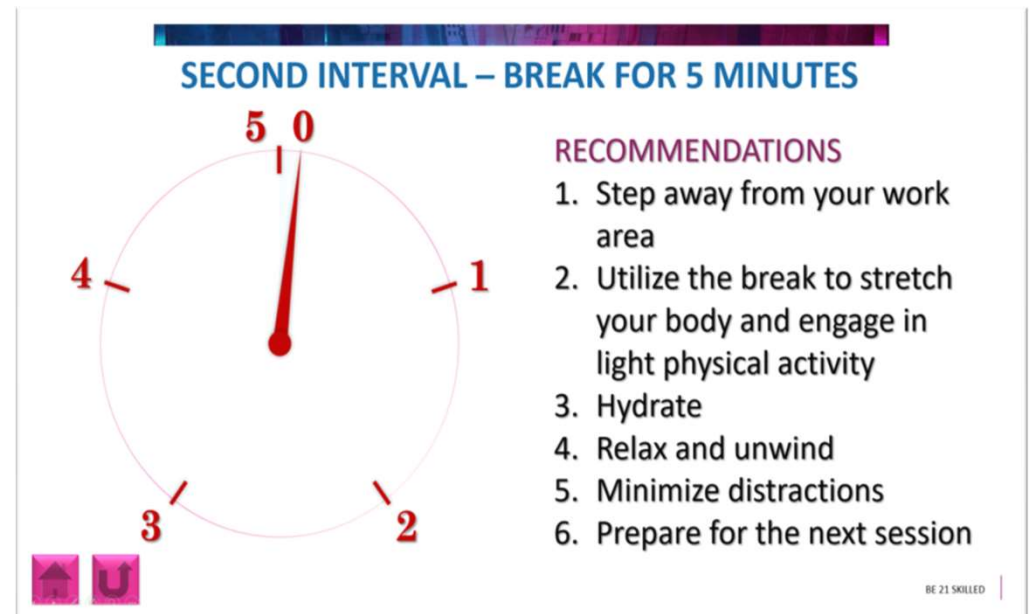 SECOND INTERVAL – BREAK FOR 5 MINUTES
5 0
4
1
3
2
RECOMMENDATIONS
1. Step away from your work
area
2. Utilize the break to stretch
your body and engage in
light physical activity
3. Hydrate
4. Relax and unwind
5. Minimize distractions
6. Prepare for the next session
BE 21 SKILLED